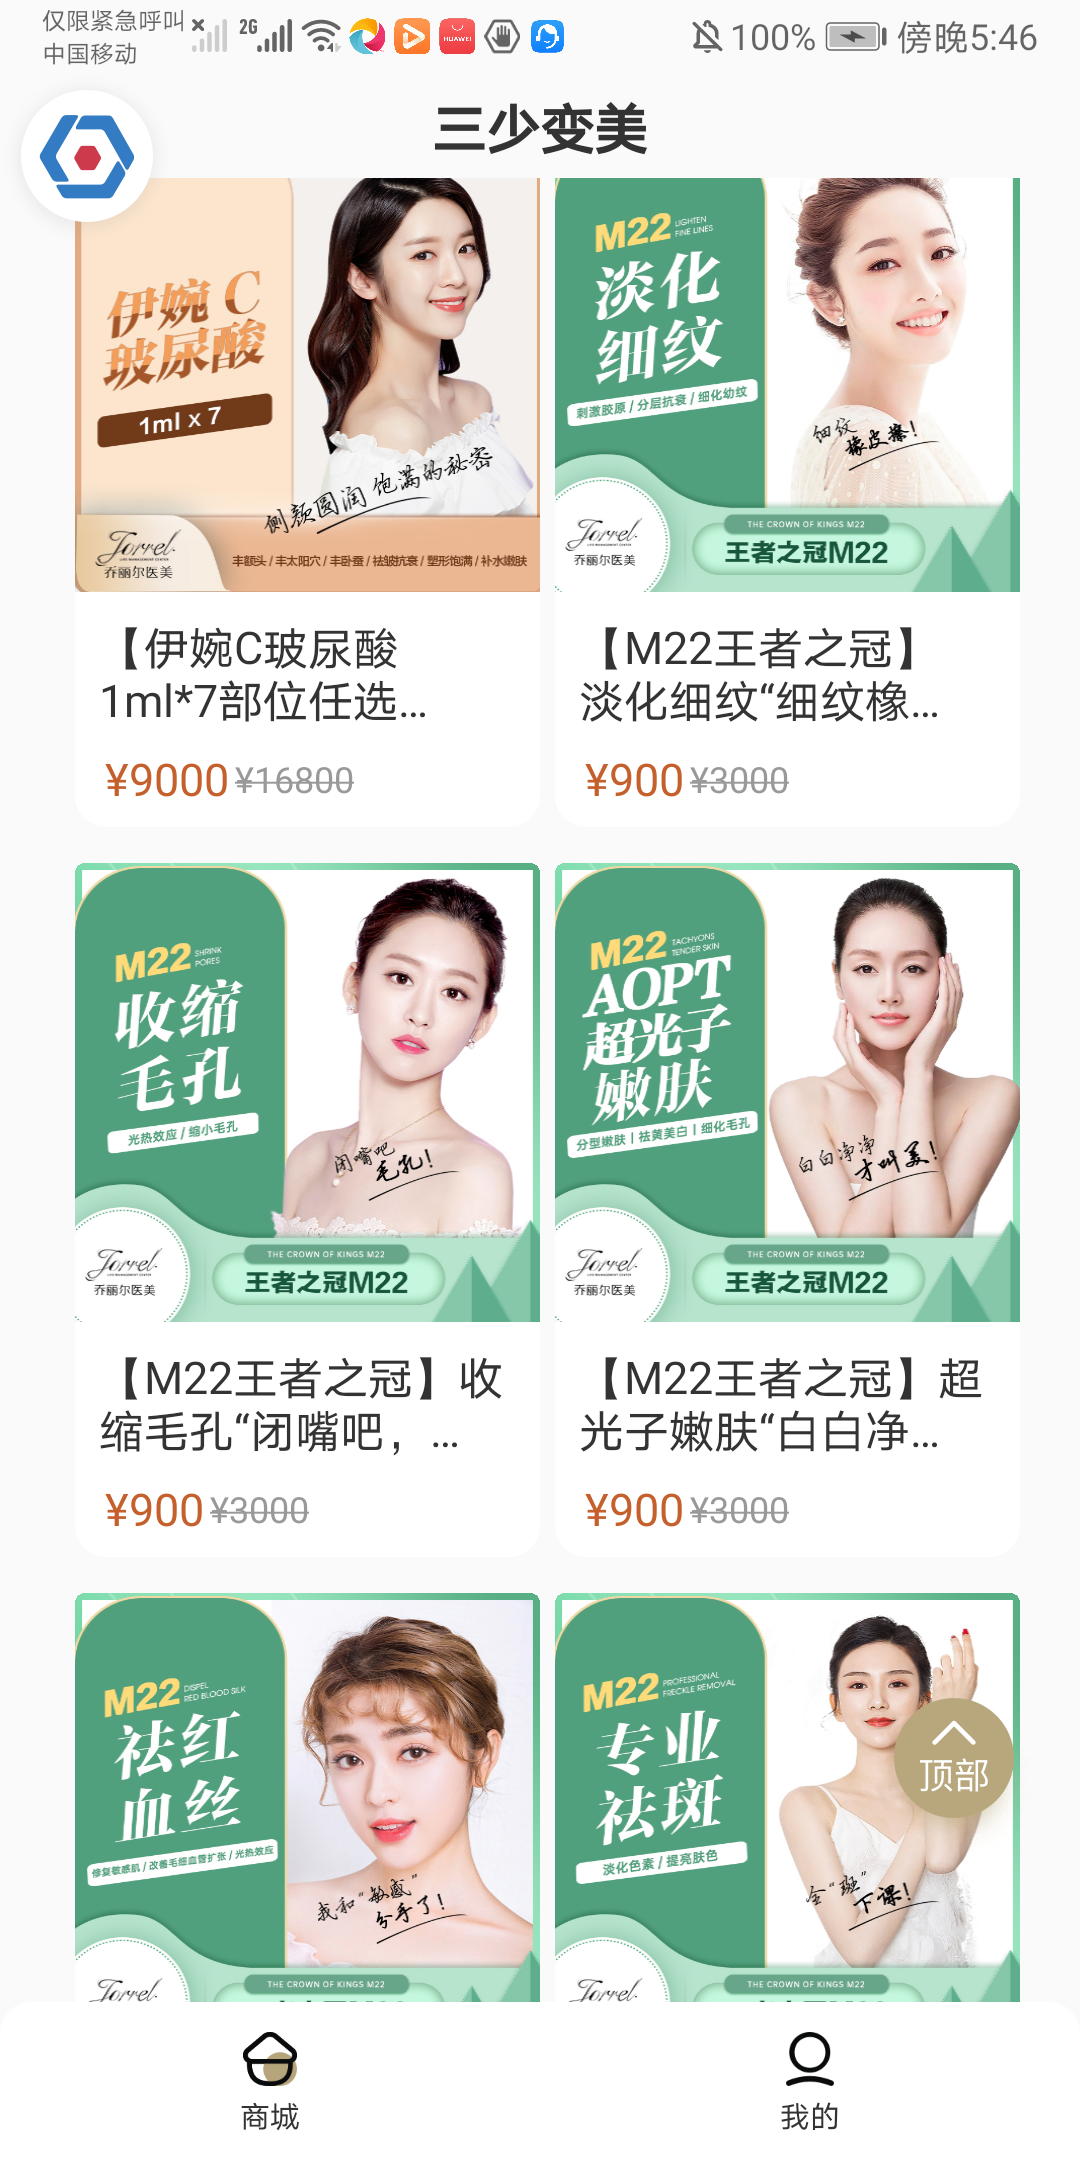 仅限紧急呼叫
中国移动
2G
HUAWEI
100%
傍晚5:46
三少变美
伊婉 C
玻尿酸
1ml x 7
侧颜圆润 饱满的秘密
Jorrel
乔丽尔医美
丰额头 / 丰太阳穴 / 丰卧蚕 / 祛皱抗衰 / 塑形饱满 / 补水嫩肤
M22 LIGHTEN FINE LINES
淡化
细纹
刺激胶原 / 分层抗衰 / 细化幼纹
细纹
橡皮擦!
Jorrel
乔丽尔医美
THE CROWN OF KINGS M22
王者之冠M22
【伊婉C玻尿酸
1ml*7部位任选...
¥9000 ¥16800
【M22王者之冠】
淡化细纹“细纹橡...
¥900 ¥3000
M22 SHRINK PORES
收缩
毛孔
光热效应 / 缩小毛孔
闭嘴吧
毛孔!
Jorrel
LIFE MANAGEMENT CENTER
乔丽尔医美
THE CROWN OF KINGS M22
王者之冠M22
M22 TACHYONS TENDER SKIN
AOPT
超光子
嫩肤
分型嫩肤 | 祛黄美白 | 细化毛孔
白白净净
才叫美!
Jorrel
LIFE MANAGEMENT CENTER
乔丽尔医美
THE CROWN OF KINGS M22
王者之冠M22
【M22王者之冠】收
缩毛孔“闭嘴吧，...
¥900 ¥3000
【M22王者之冠】超
光子嫩肤“白白净...
¥900 ¥3000
M22 DISPEL RED BLOOD SILK
祛红
血丝
修复敏感肌 / 改善毛细血管扩张 / 光热效应
我和“敏感”
分手了!
Jorrel
THE CROWN OF KINGS M22
M22 PROFESSIONAL FRECKLE REMOVAL
专业
祛斑
淡化色素 / 提亮肤色
全“斑”
下课!
Jorrel
THE CROWN OF KINGS M22
顶部
商城
我的